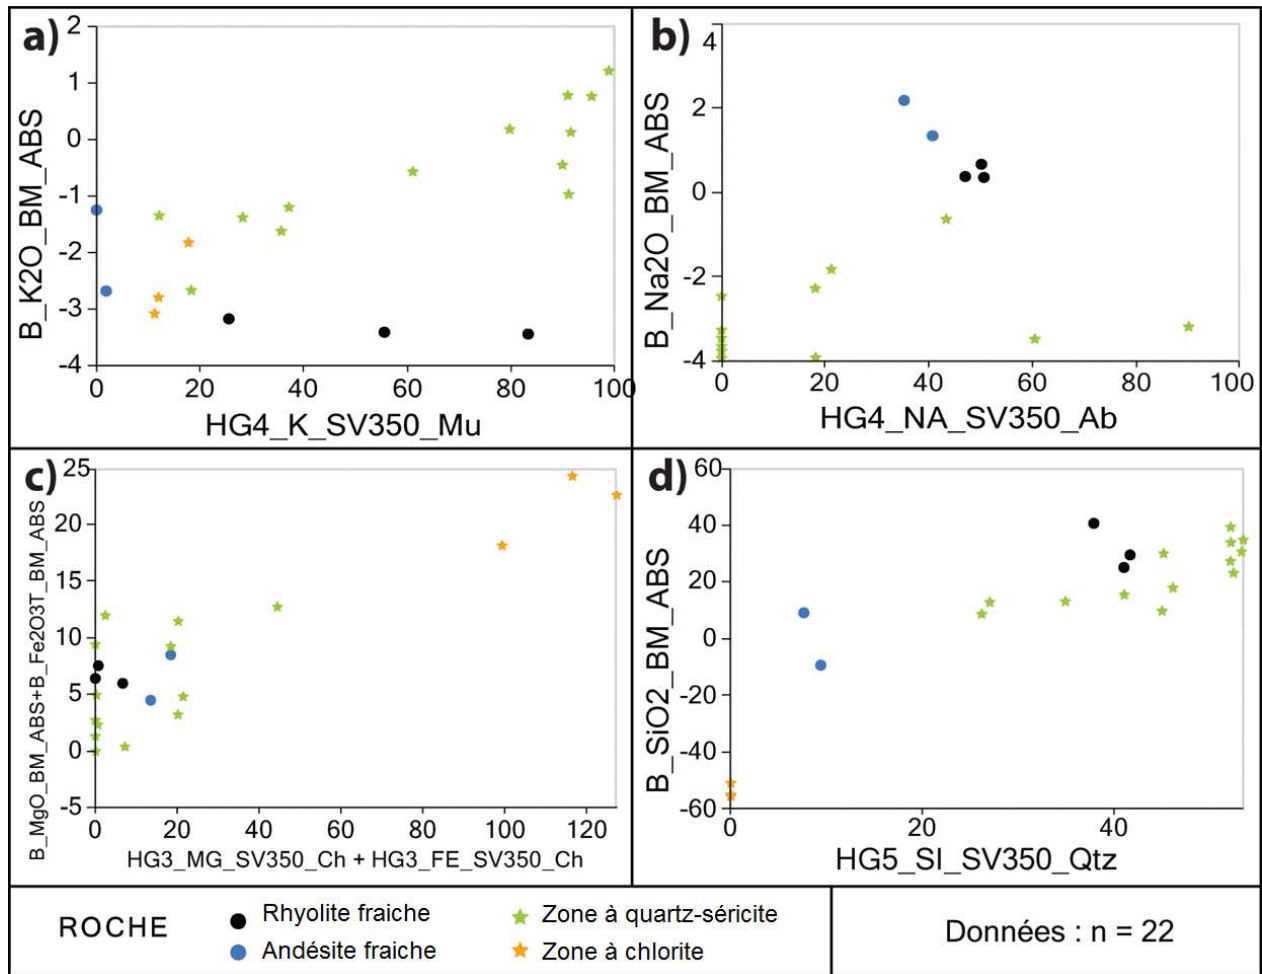 a)
B_K2O_BM_ABS
2
1
0
-1
-2
-3
-4
0 20 40 60 80 100
HG4_K_SV350_Mu
b)
B_Na2O_BM_ABS
4
2
0
-2
-4
0 20 40 60 80 100
HG4_NA_SV350_Ab
c)
B_MgO_BM_ABS+B_Fe2O3T_BM_ABS
25
20
15
10
5
0
-5
0 20 40 60 80 100 120
HG3_MG_SV350_Ch + HG3_FE_SV350_Ch
d)
B_SiO2_BM_ABS
60
40
20
0
-20
-40
-60
0 20 40
HG5_SI_SV350_Qtz
ROCHE
Rhyolite fraiche
Andésite fraiche
Zone à quartz-séricite
Zone à chlorite
Données : n = 22